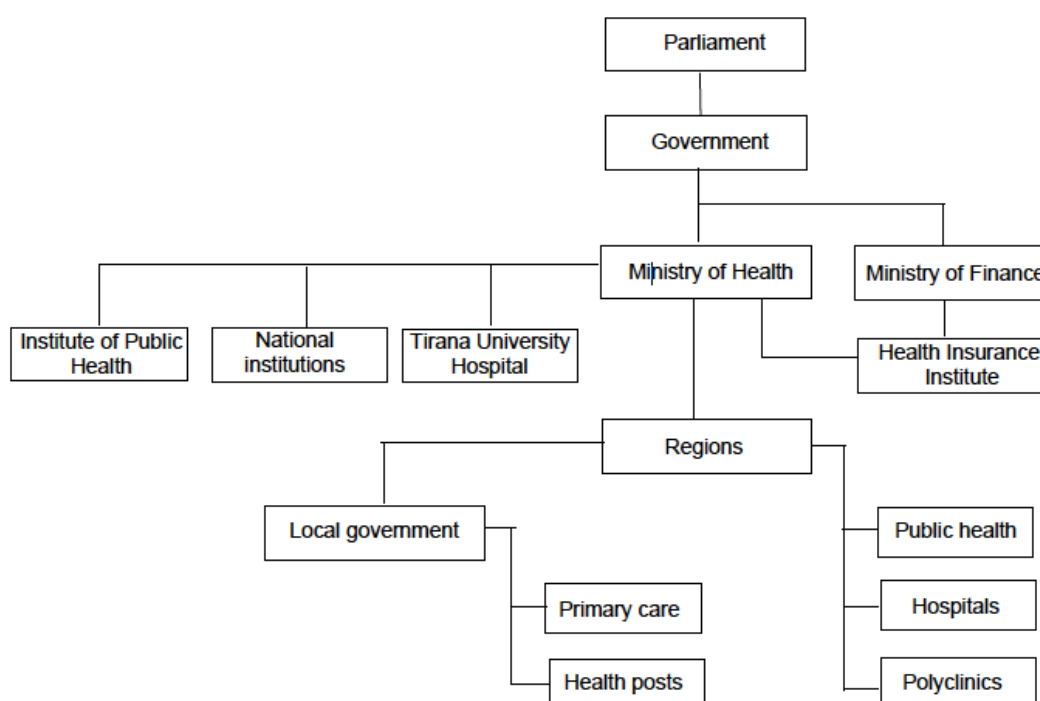 Parliament
Government
Ministry of Health
Ministry of Finance
Institute of Public
Health
National
institutions
Tirana University
Hospital
Health Insurance
Institute
Regions
Local government
Public health
Primary care
Hospitals
Health posts
Polyclinics